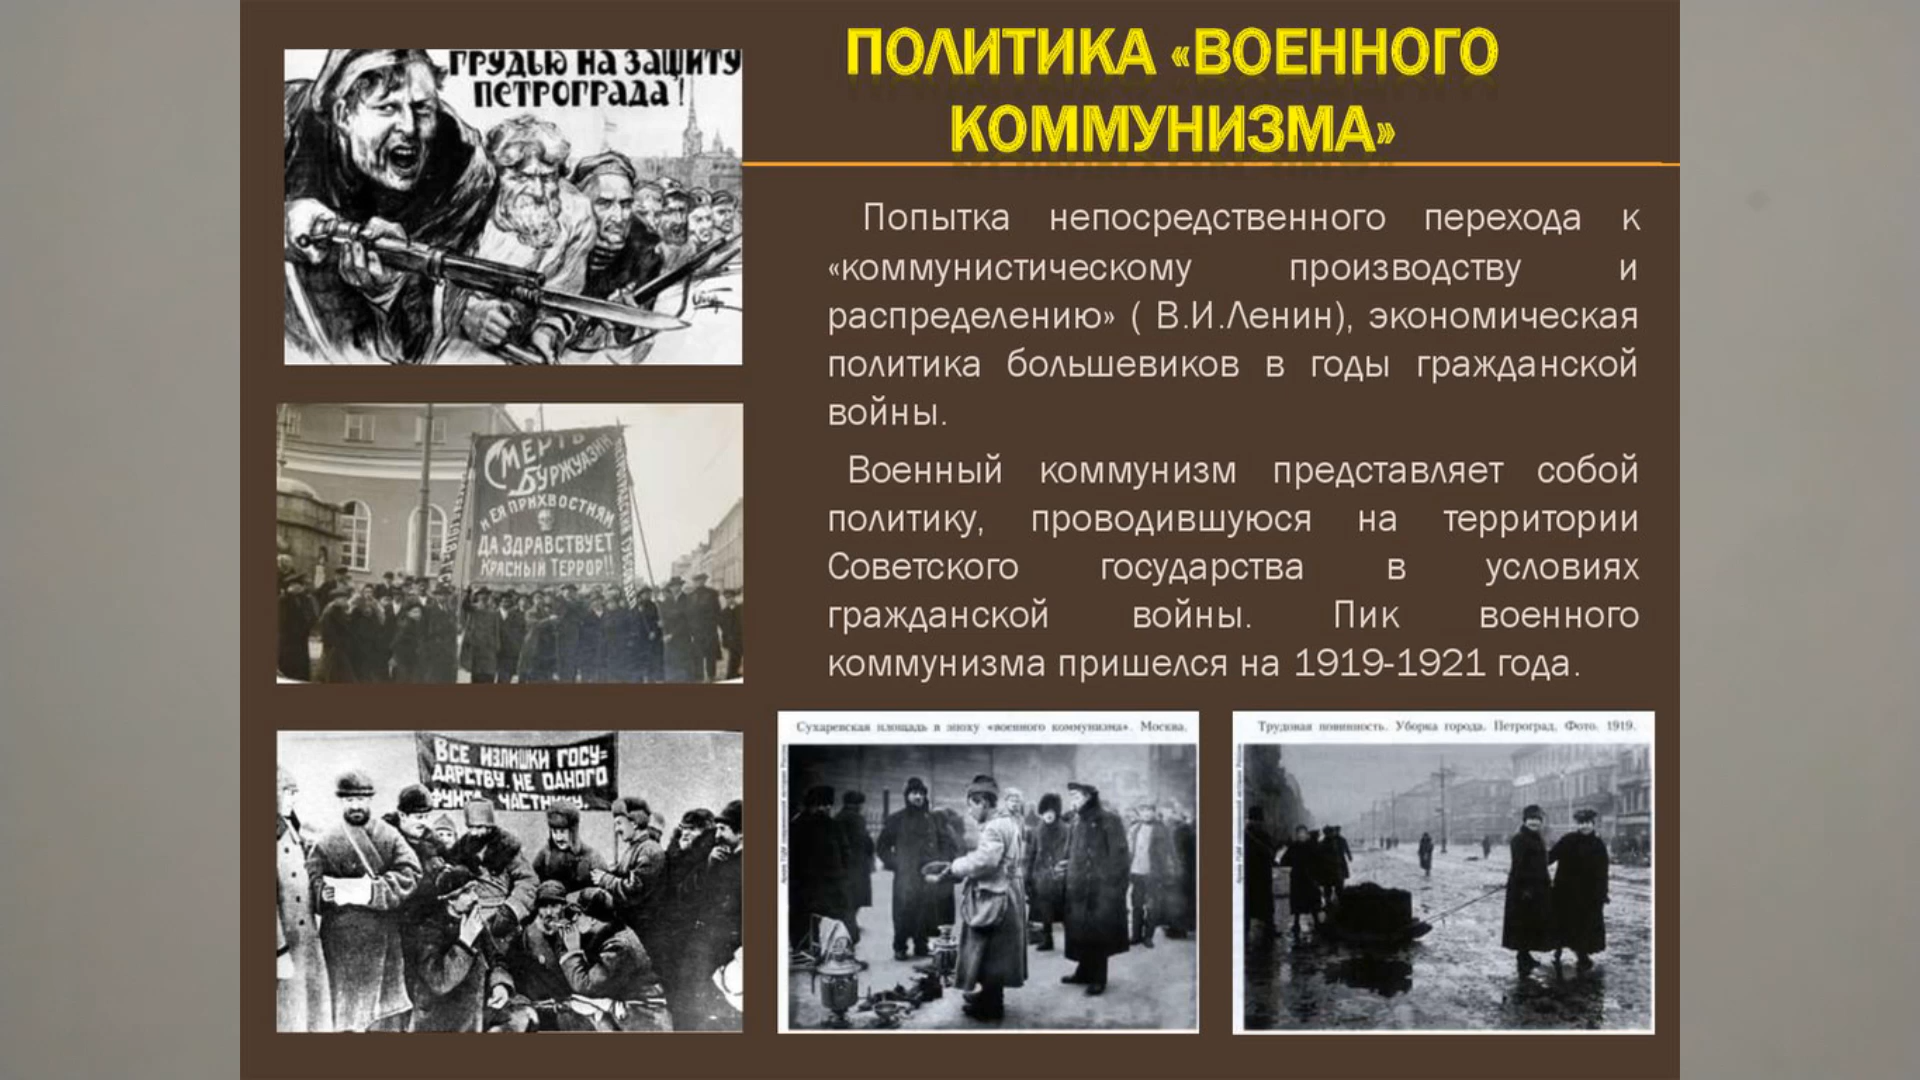 ГРУДЬЮ НА ЗАЩИТУ
ПЕТРОГРАДА!
ПОЛИТИКА «ВОЕННОГО
КОММУНИЗМА»
Попытка непосредственного перехода к
«коммунистическому производству и
распределению» ( В.И.Ленин), экономическая
политика большевиков в годы гражданской
войны.
Военный коммунизм представляет собой
политику, проводившуюся на территории
Советского государства в условиях
гражданской войны. Пик военного
коммунизма пришелся на 1919-1921 года.
СМЕРТЬ
БУРЖУАЗИИ
И ЕЯ ПРИХВОСТНЯМ
ДА ЗДРАВСТВУЕТ
КРАСНЫЙ ТЕРРОР!!
ВСЕ ИЗЛИШКИ ГОСУ=
ДАРСТВУ. НЕ ОДНОГО
ФУНТА ЧАСТНИКУ.
Сухаревская площадь в эпоху «военного коммунизма». Москва.
Трудовая повинность. Уборка города. Петроград. Фото. 1919.